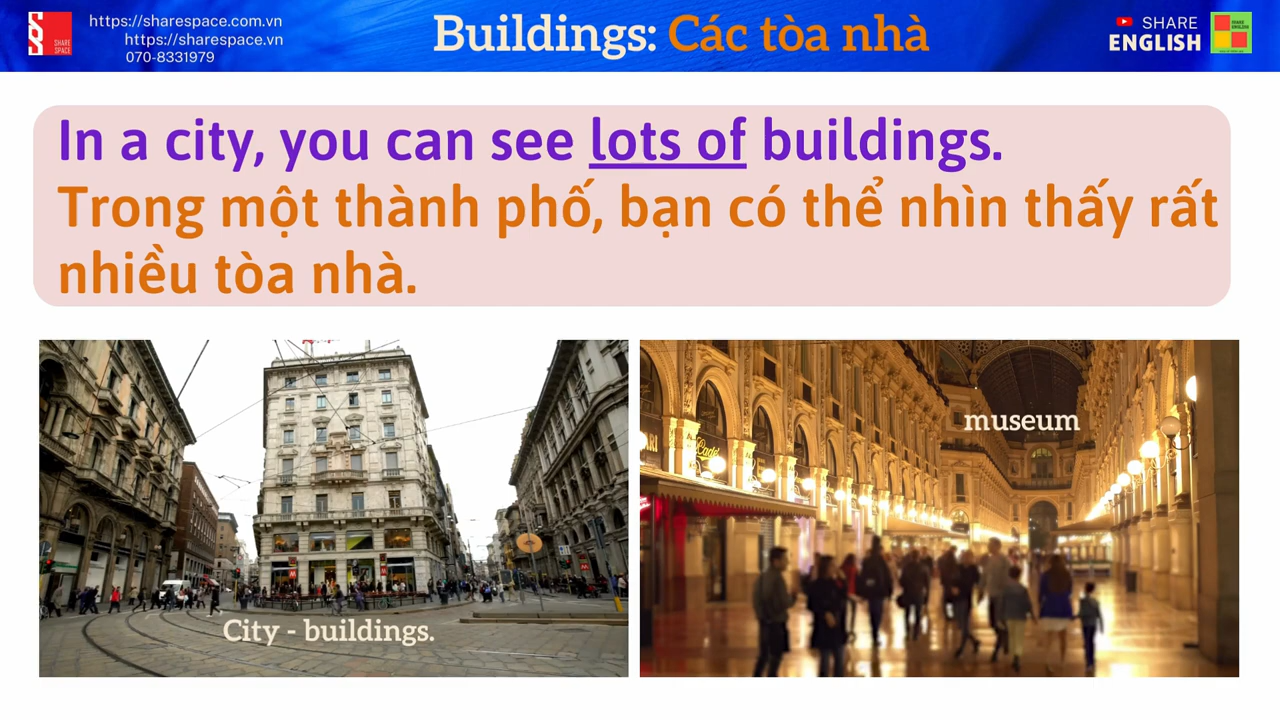 https://sharespace.com.vn
https://sharespace.vn
070-8331979
SHARE
SPACE
Buildings: Các tòa nhà
SHARE
ENGLISH
In a city, you can see lots of buildings.
Trong một thành phố, bạn có thể nhìn thấy rất
nhiều tòa nhà.
City - buildings.
museum